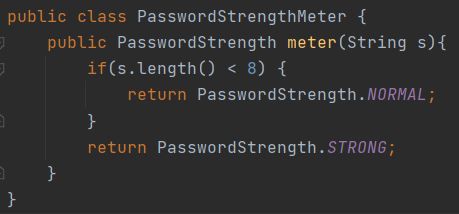 public class PasswordStrengthMeter {
    public PasswordStrength meter(String s){
        if(s.length() < 8) {
            return PasswordStrength.NORMAL;
        }
        return PasswordStrength.STRONG;
    }
}